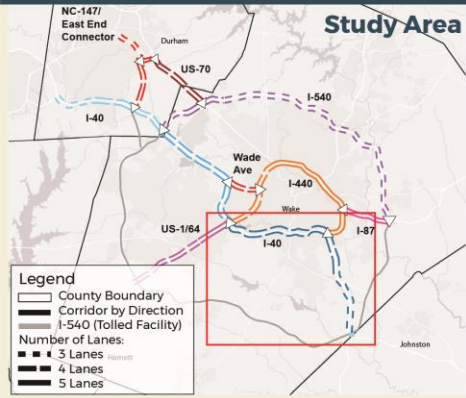 Study Area
NC-147/
East End
Connector
Durham
US-70
I-40
I-540
Wade
Ave
I-440
Wake
US-1/64
I-40
I-87
Legend
County Boundary
Corridor by Direction
I-540 (Tolled Facility)
Number of Lanes:
3 Lanes
Harnett
4 Lanes
5 Lanes
Johnston